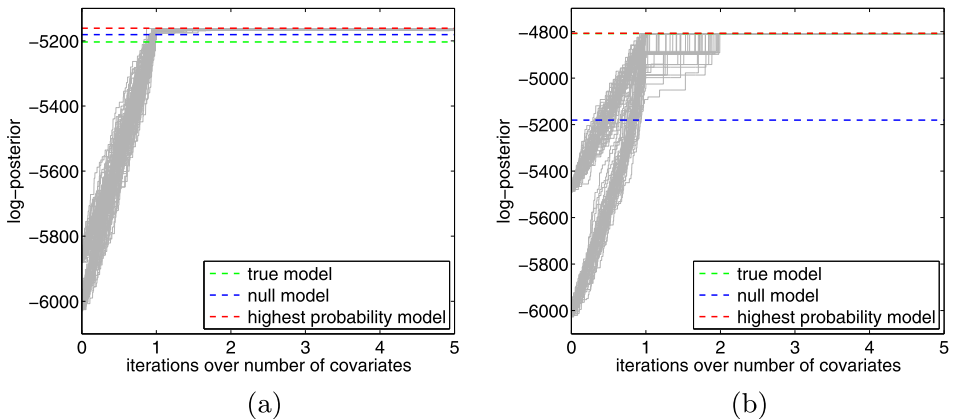 −5200
−5400
−5600
−5800
−6000
log−posterior
0 1 2 3 4 5
iterations over number of covariates
true model
null model
highest probability model
(a)
−4800
−5000
−5200
−5400
−5600
−5800
−6000
log−posterior
0 1 2 3 4 5
iterations over number of covariates
true model
null model
highest probability model
(b)